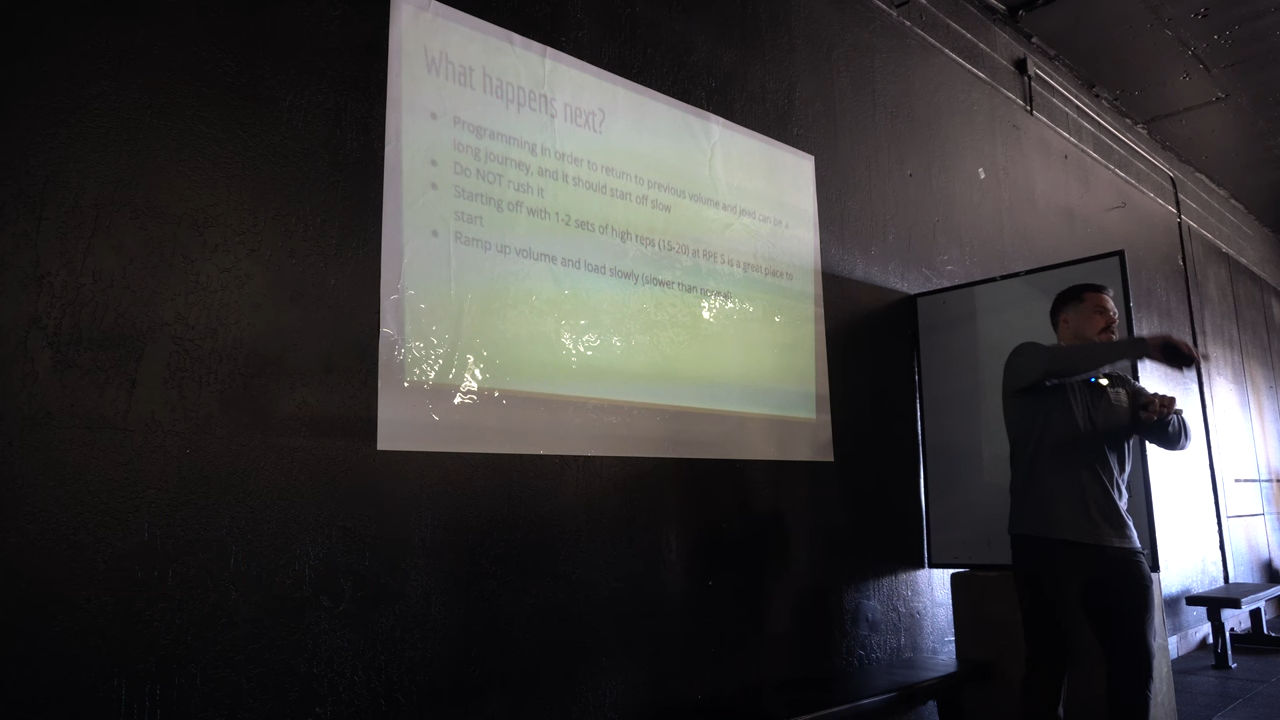 What happens next?
• Programming in order to return to previous volume and load can be a
long journey, and it should start off slow
• Do NOT rush it
• Starting off with 1-2 sets of high reps (15-20) at RPE 5 is a great place to
start
• Ramp up volume and load slowly (slower than normal)